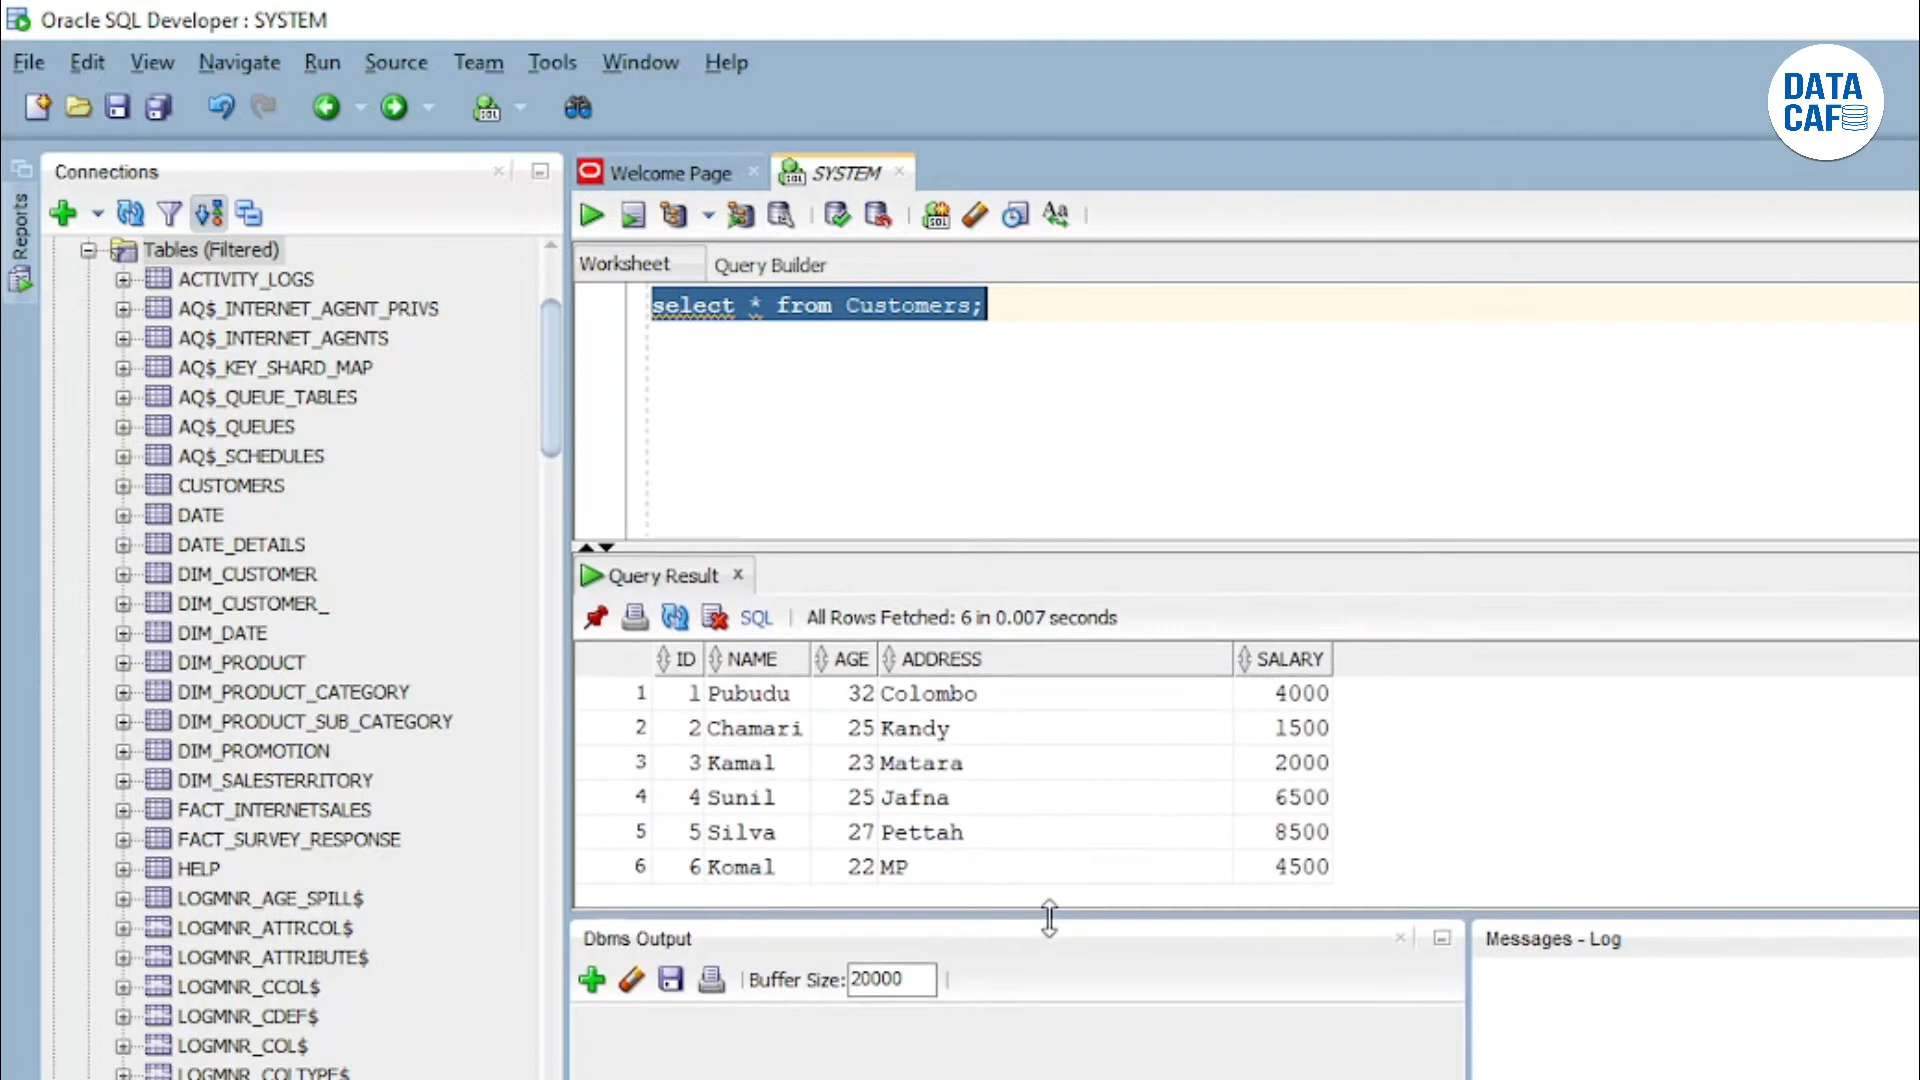 Oracle SQL Developer : SYSTEM
File Edit View Navigate Run Source Team Tools Window Help
DATA
CAF
Reports
Connections
Tables (Filtered)
ACTIVITY_LOGS
AQ$_INTERNET_AGENT_PRIVS
AQ$_INTERNET_AGENTS
AQ$_KEY_SHARD_MAP
AQ$_QUEUE_TABLES
AQ$_QUEUES
AQ$_SCHEDULES
CUSTOMERS
DATE
DATE_DETAILS
DIM_CUSTOMER
DIM_CUSTOMER_
DIM_DATE
DIM_PRODUCT
DIM_PRODUCT_CATEGORY
DIM_PRODUCT_SUB_CATEGORY
DIM_PROMOTION
DIM_SALESTERRITORY
FACT_INTERNETSALES
FACT_SURVEY_RESPONSE
HELP
LOGMNR_AGE_SPILL$
LOGMNR_ATTRCOL$
LOGMNR_ATTRIBUTE$
LOGMNR_CCOL$
LOGMNR_CDEF$
LOGMNR_COL$
LOGMNR_COLTYPE$
Welcome Page SYSTEM
Worksheet Query Builder
select * from Customers;
Query Result
SQL | All Rows Fetched: 6 in 0.007 seconds
ID NAME AGE ADDRESS SALARY
1 1 Pubudu 32 Colombo 4000
2 2 Chamari 25 Kandy 1500
3 3 Kamal 23 Matara 2000
4 4 Sunil 25 Jafna 6500
5 5 Silva 27 Pettah 8500
6 6 Komal 22 MP 4500
Dbms Output
Buffer Size: 20000
Messages - Log